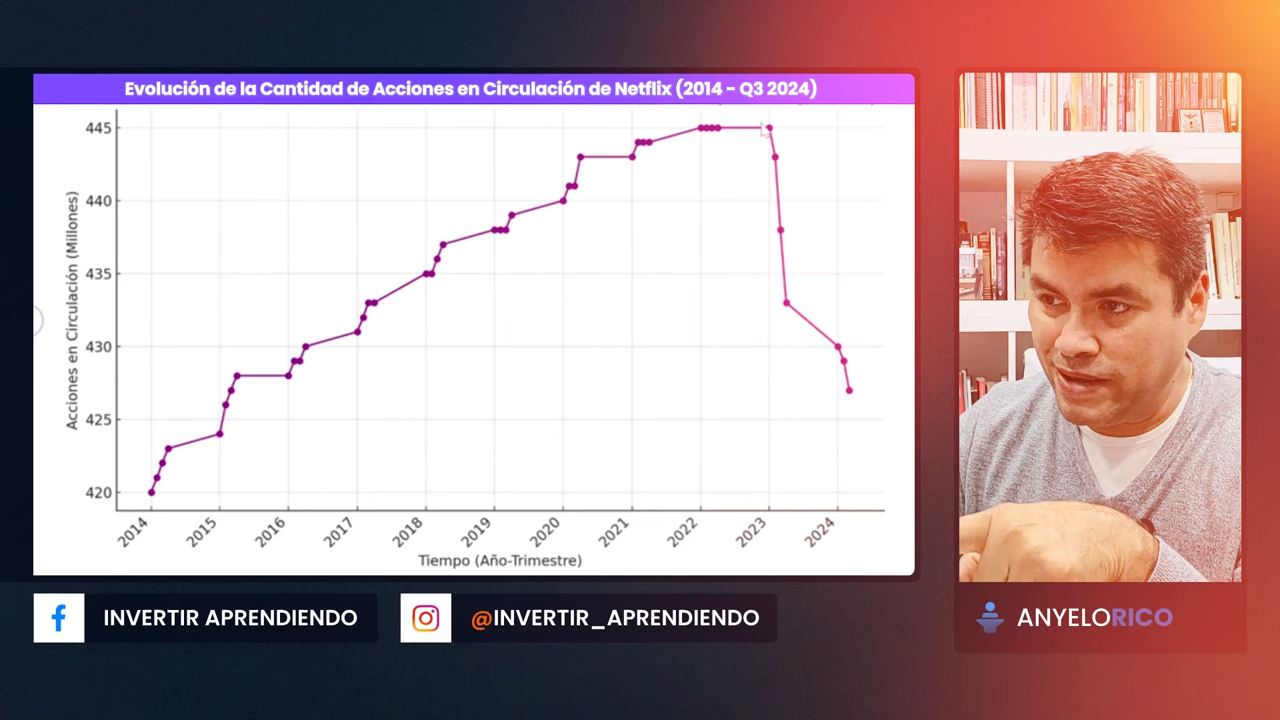 Evolución de la Cantidad de Acciones en Circulación de Netflix (2014 - Q3 2024)
445
440
435
430
425
420
Acciones en Circulación (Millones)
2014
2015
2016
2017
2018
2019
2020
2021
2022
2023
2024
Tiempo (Año-Trimestre)
INVERTIR APRENDIENDO
@INVERTIR_APRENDIENDO
ANYELORICO